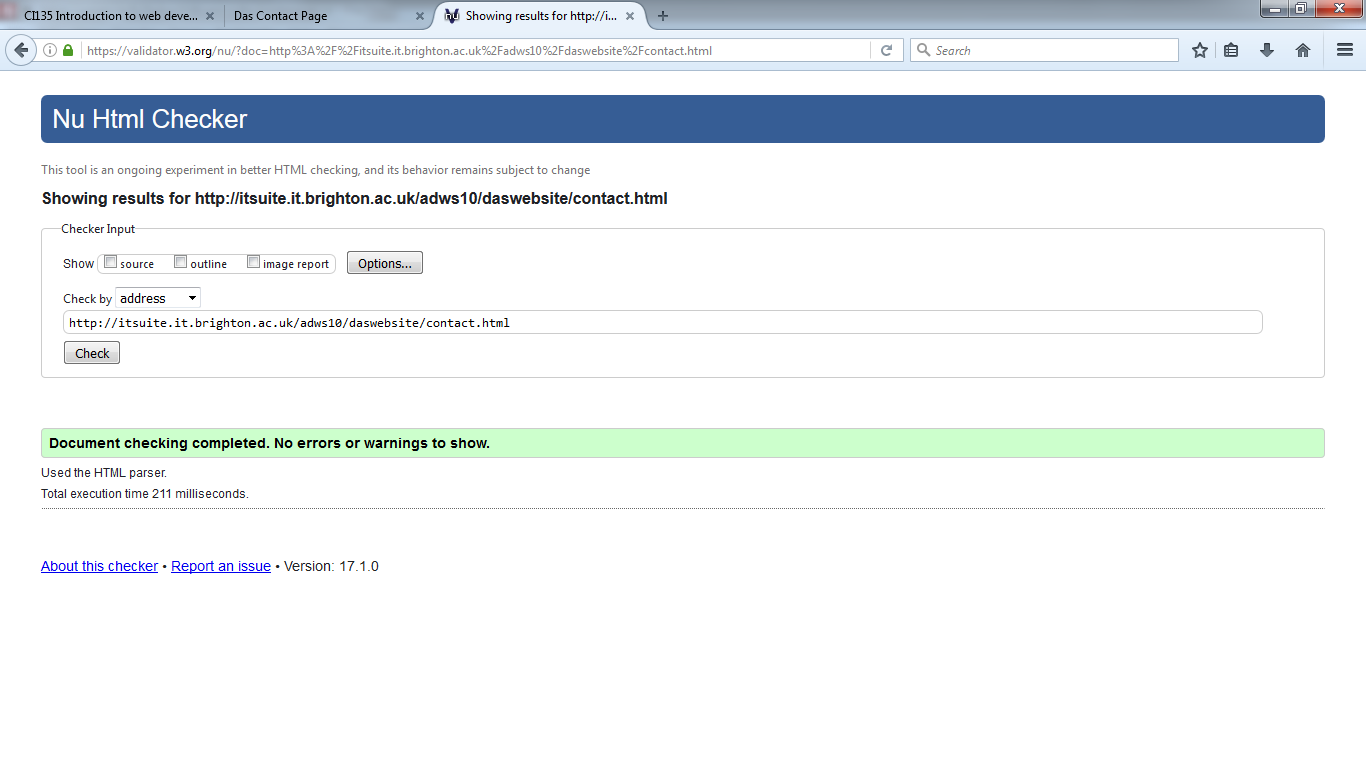 CI135 Introduction to web deve...
Das Contact Page
Showing results for http://i...
https://validator.w3.org/nu/?doc=http%3A%2F%2Fitsuite.it.brighton.ac.uk%2Fadws10%2Fdaswebsite%2Fcontact.html
Search
Nu Html Checker
This tool is an ongoing experiment in better HTML checking, and its behavior remains subject to change
Showing results for http://itsuite.it.brighton.ac.uk/adws10/daswebsite/contact.html
Checker Input
Show source outline image report Options...
Check by address
http://itsuite.it.brighton.ac.uk/adws10/daswebsite/contact.html
Check
Document checking completed. No errors or warnings to show.
Used the HTML parser.
Total execution time 211 milliseconds.
About this checker • Report an issue • Version: 17.1.0